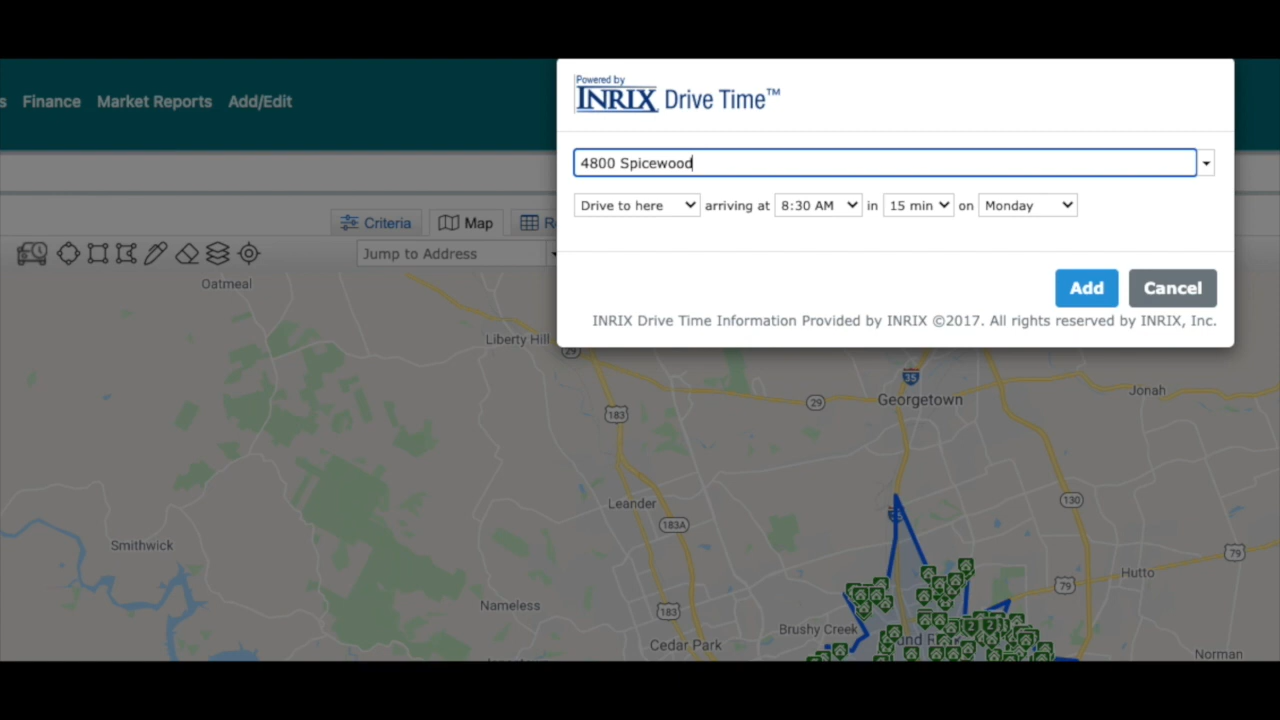 Powered by
INRIX Drive Time™
s Finance Market Reports Add/Edit
4800 Spicewood
Drive to here arriving at 8:30 AM in 15 min on Monday
Criteria Map R
Jump to Address
Add Cancel
INRIX Drive Time Information Provided by INRIX ©2017. All rights reserved by INRIX, Inc.
Oatmeal
Liberty Hill
29
35
Jonah
Georgetown
29
183
Leander
130
183A
Smithwick
79
Hutto
79
Nameless
183
Brushy Creek
2 2
Cedar Park
Norman